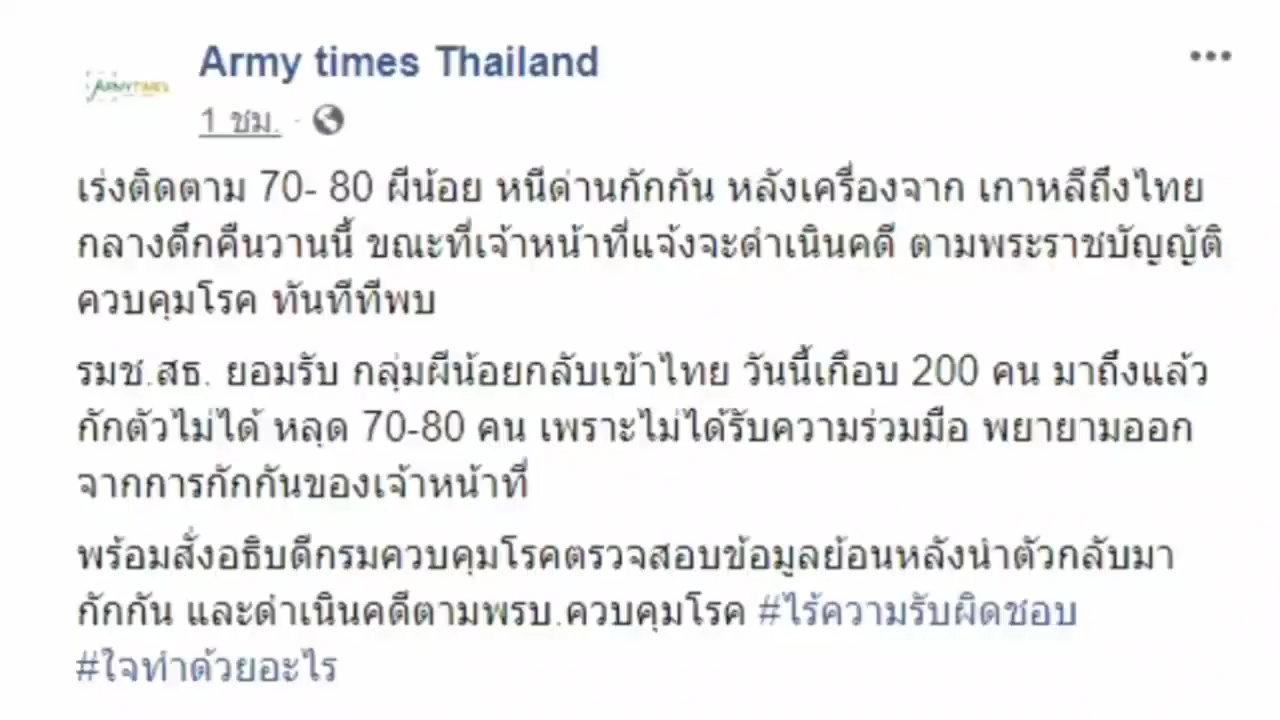 Army times Thailand
ARMYTIMES
1 ชม.
เร่งติดตาม 70- 80 ผีน้อย หนีด่านกักกัน หลังเครื่องจาก เกาหลีถึงไทย
กลางดึกคืนวานนี้ ขณะที่เจ้าหน้าที่แจ้งจะดำเนินคดี ตามพระราชบัญญัติ
ควบคุมโรค ทันทีทีพบ
รมช.สธ. ยอมรับ กลุ่มผีน้อยกลับเข้าไทย วันนี้เกือบ 200 คน มาถึงแล้ว
กักตัวไม่ได้ หลุด 70-80 คน เพราะไม่ได้รับความร่วมมือ พยายามออก
จากการกักกันของเจ้าหน้าที่
พร้อมสั่งอธิบดีกรมควบคุมโรคตรวจสอบข้อมูลย้อนหลังนำตัวกลับมา
กักกัน และดำเนินคดีตามพรบ.ควบคุมโรค #ไร้ความรับผิดชอบ
#ใจทำด้วยอะไร